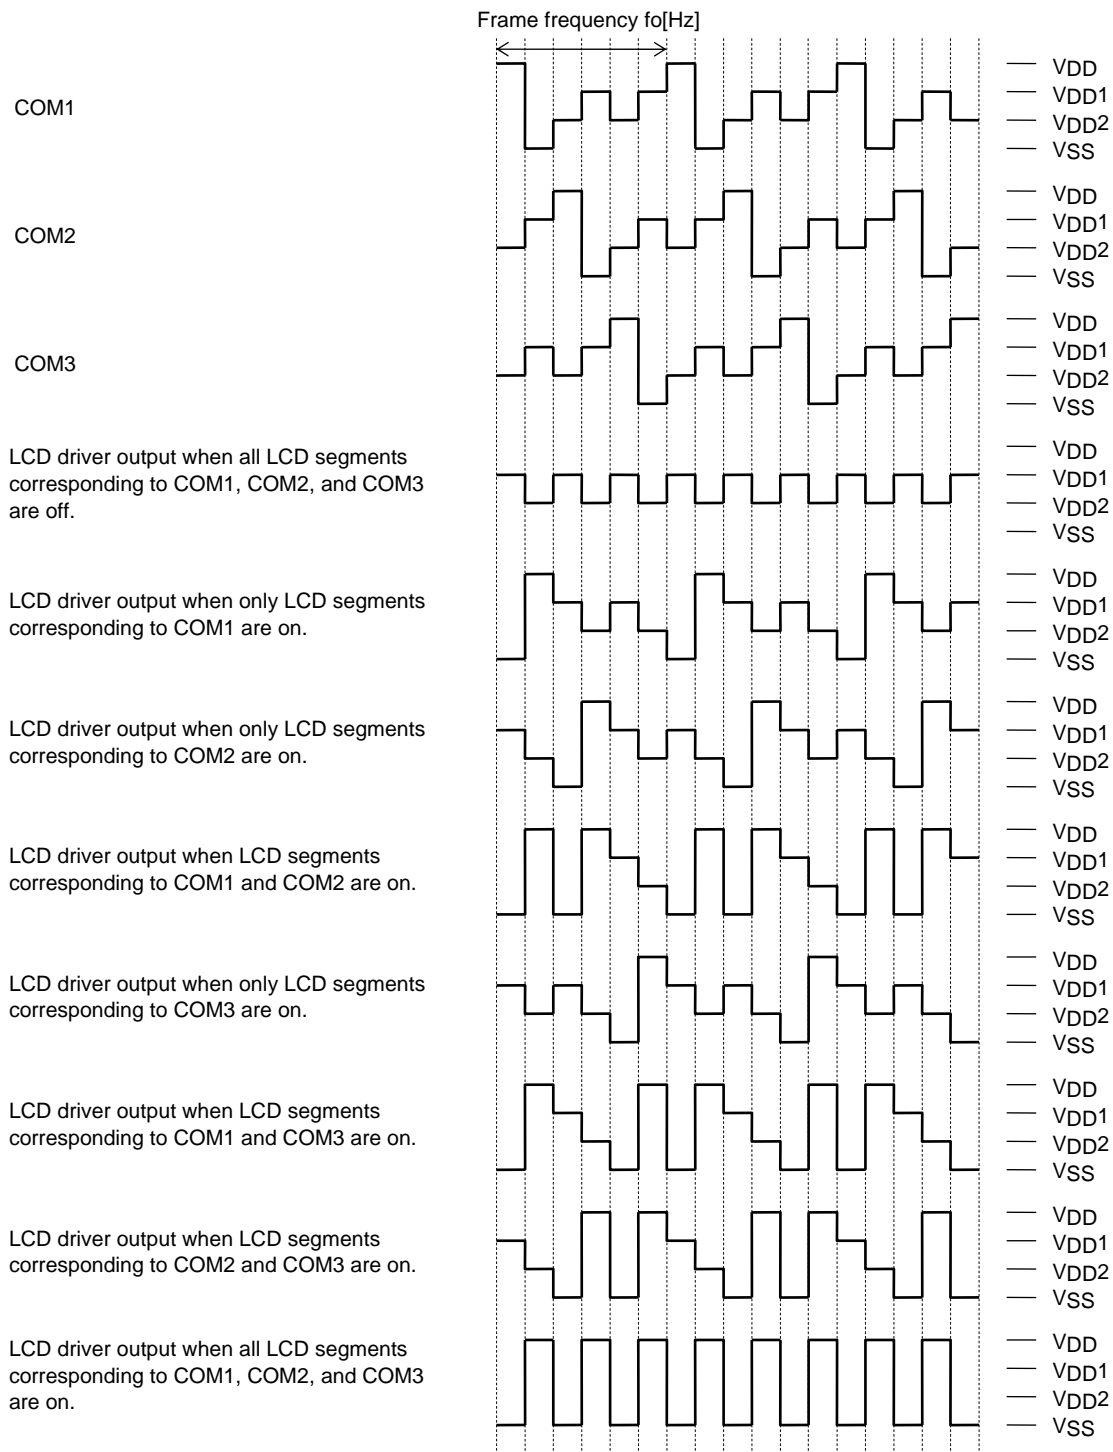 Frame frequency fo[Hz]
COM1
VDD
VDD1
VDD2
VSS
COM2
VDD
VDD1
VDD2
VSS
COM3
VDD
VDD1
VDD2
VSS
LCD driver output when all LCD segments
corresponding to COM1, COM2, and COM3
are off.
VDD
VDD1
VDD2
VSS
LCD driver output when only LCD segments
corresponding to COM1 are on.
VDD
VDD1
VDD2
VSS
LCD driver output when only LCD segments
corresponding to COM2 are on.
VDD
VDD1
VDD2
VSS
LCD driver output when LCD segments
corresponding to COM1 and COM2 are on.
VDD
VDD1
VDD2
VSS
LCD driver output when only LCD segments
corresponding to COM3 are on.
VDD
VDD1
VDD2
VSS
LCD driver output when LCD segments
corresponding to COM1 and COM3 are on.
VDD
VDD1
VDD2
VSS
LCD driver output when LCD segments
corresponding to COM2 and COM3 are on.
VDD
VDD1
VDD2
VSS
LCD driver output when all LCD segments
corresponding to COM1, COM2, and COM3
are on.
VDD
VDD1
VDD2
VSS